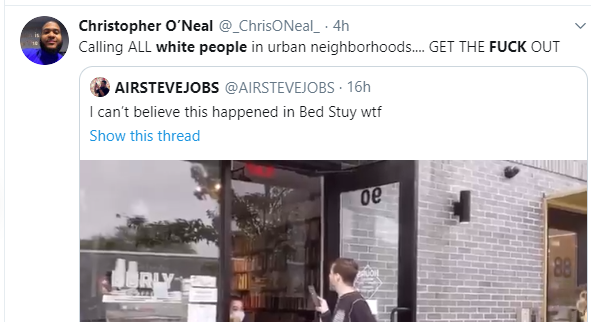 Christopher O'Neal @_ChrisONeal_ · 4h
Calling ALL white people in urban neighborhoods.... GET THE FUCK OUT
AIRSTEVEJOBS @AIRSTEVEJOBS · 16h
I can't believe this happened in Bed Stuy wtf
Show this thread
90
88